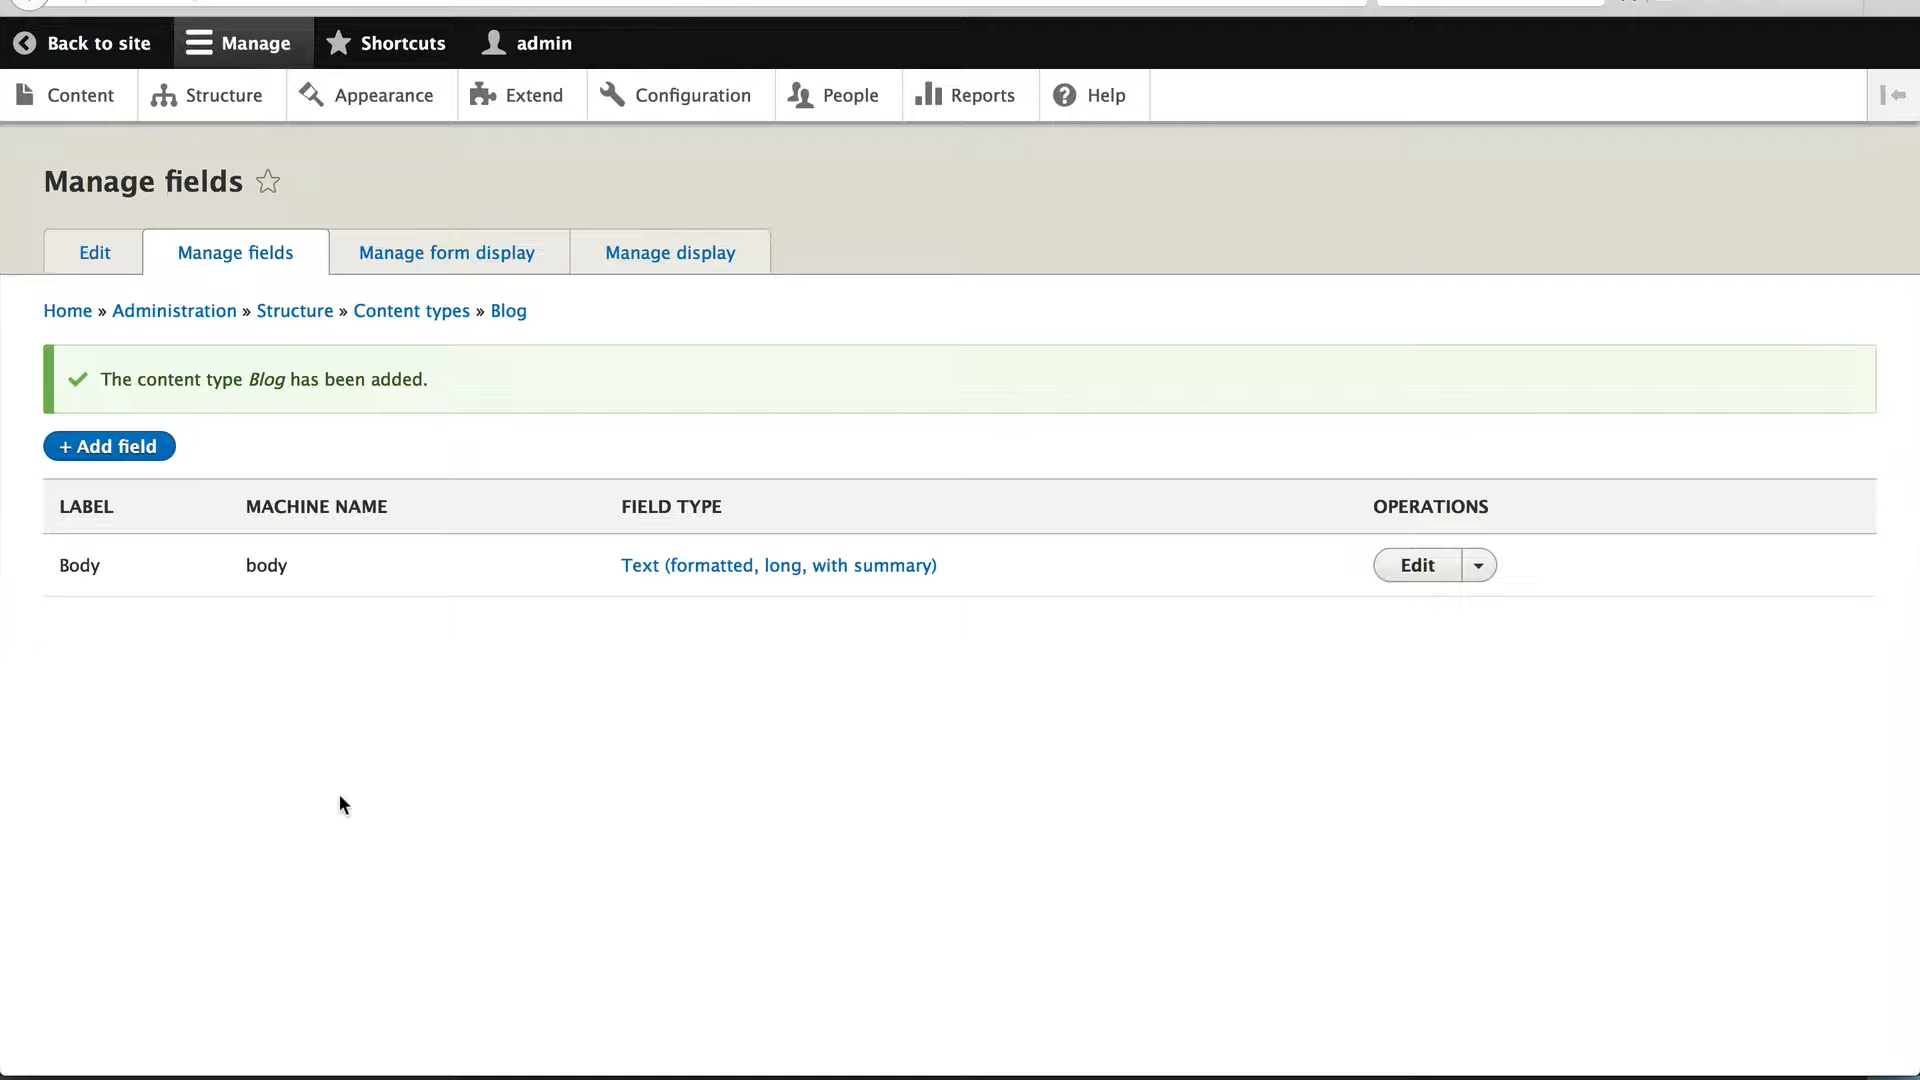 Back to site Manage Shortcuts admin
Content Structure Appearance Extend Configuration People Reports Help
Manage fields
Edit Manage fields Manage form display Manage display
Home » Administration » Structure » Content types » Blog
The content type Blog has been added.
+ Add field
LABEL MACHINE NAME FIELD TYPE OPERATIONS
Body body Text (formatted, long, with summary) Edit